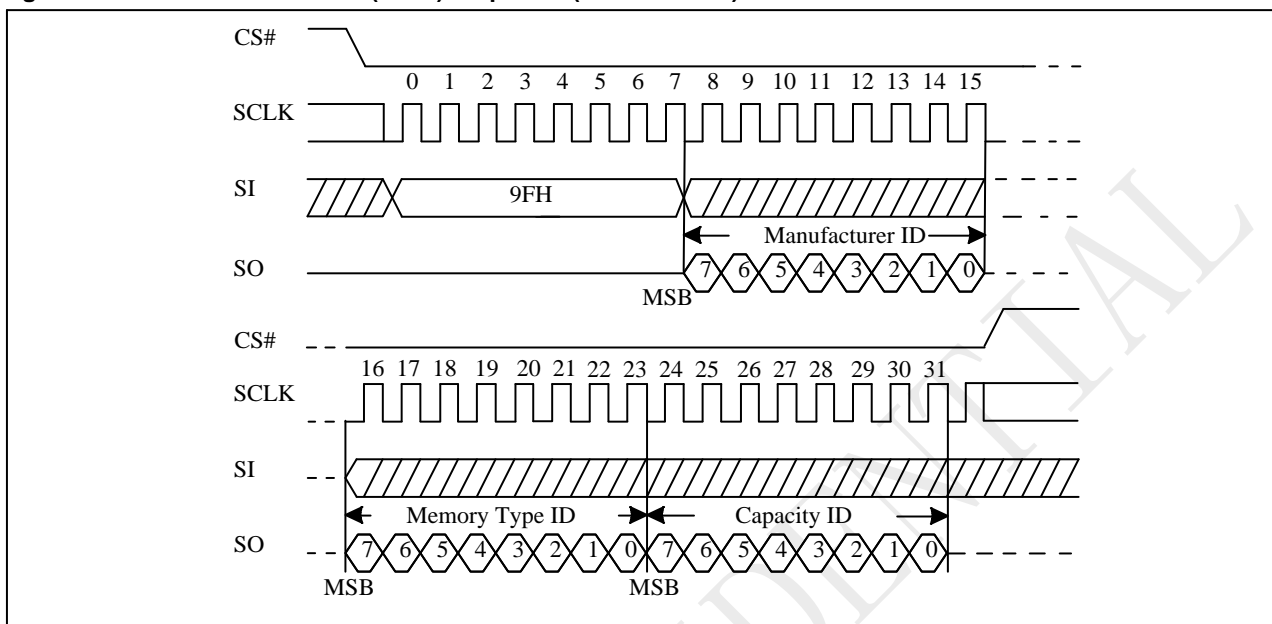 CS#
0 1 2 3 4 5 6 7 8 9 10 11 12 13 14 15
SCLK
SI
9FH
Manufacturer ID
SO
7 6 5 4 3 2 1 0
MSB
CS#
16 17 18 19 20 21 22 23 24 25 26 27 28 29 30 31
SCLK
SI
Memory Type ID Capacity ID
SO
7 6 5 4 3 2 1 0 7 6 5 4 3 2 1 0
MSB MSB